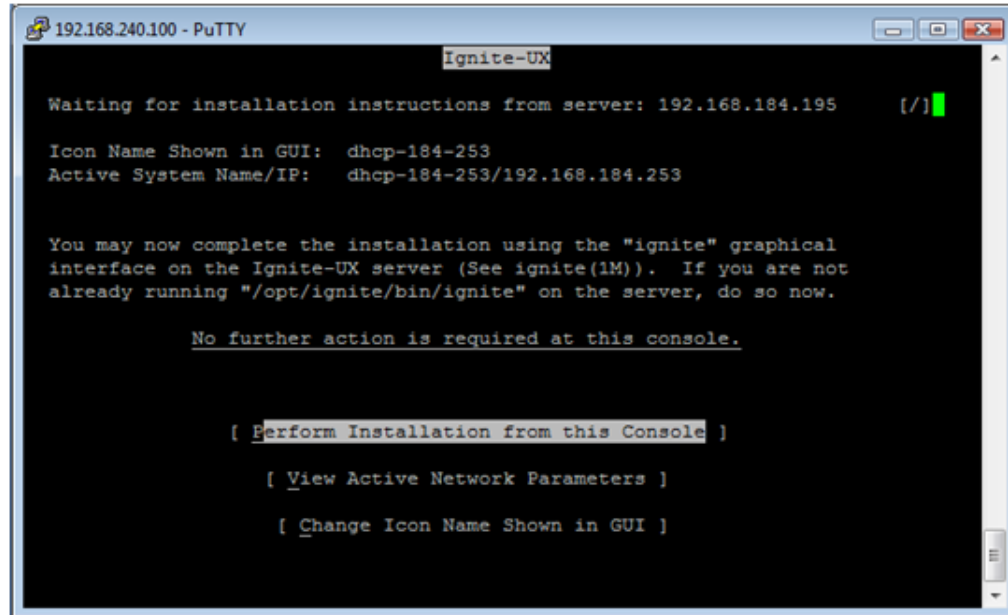 192.168.240.100 - PuTTY
Ignite-UX
Waiting for installation instructions from server: 192.168.184.195 [/]
Icon Name Shown in GUI: dhcp-184-253
Active System Name/IP: dhcp-184-253/192.168.184.253
You may now complete the installation using the "ignite" graphical
interface on the Ignite-UX server (See ignite(1M)). If you are not
already running "/opt/ignite/bin/ignite" on the server, do so now.
No further action is required at this console.
[ Perform Installation from this Console ]
[ View Active Network Parameters ]
[ Change Icon Name Shown in GUI ]